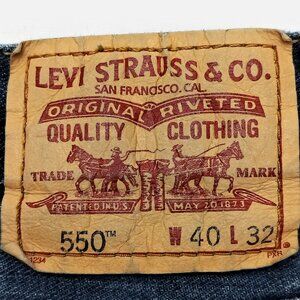 LEVI STRAUSS & CO.
SAN FRANCISCO, CAL.
ORIGINAL RIVETED
QUALITY CLOTHING
TRADE MARK
PATENTED IN U.S. MAY 20 1873
550™ W 40 L 32
1234